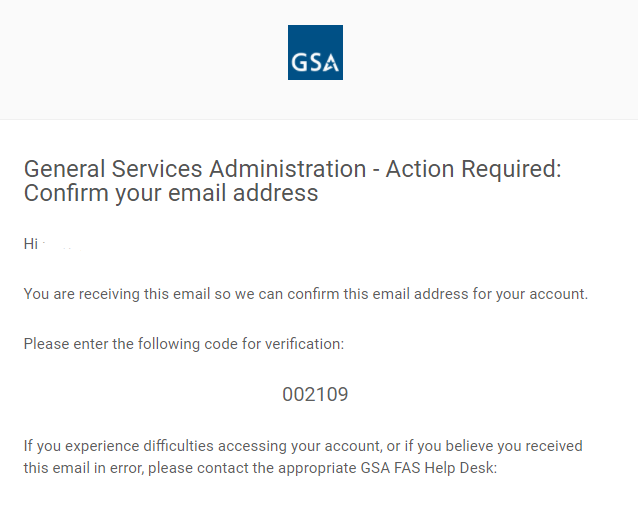 GSA
General Services Administration - Action Required:
Confirm your email address
Hi
You are receiving this email so we can confirm this email address for your account.
Please enter the following code for verification:
002109
If you experience difficulties accessing your account, or if you believe you received
this email in error, please contact the appropriate GSA FAS Help Desk: